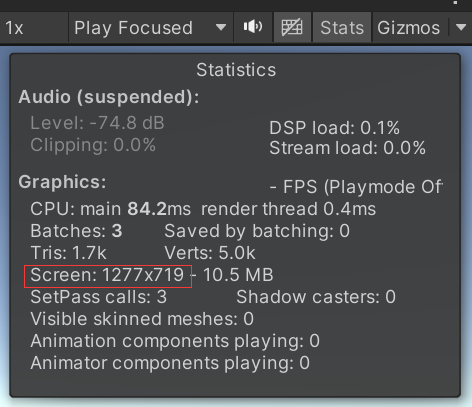 1x Play Focused Stats Gizmos
Statistics
Audio (suspended):
Level: -74.8 dB DSP load: 0.1%
Clipping: 0.0% Stream load: 0.0%
Graphics: - FPS (Playmode Of
CPU: main 84.2ms render thread 0.4ms
Batches: 3 Saved by batching: 0
Tris: 1.7k Verts: 5.0k
Screen: 1277x719 - 10.5 MB
SetPass calls: 3 Shadow casters: 0
Visible skinned meshes: 0
Animation components playing: 0
Animator components playing: 0